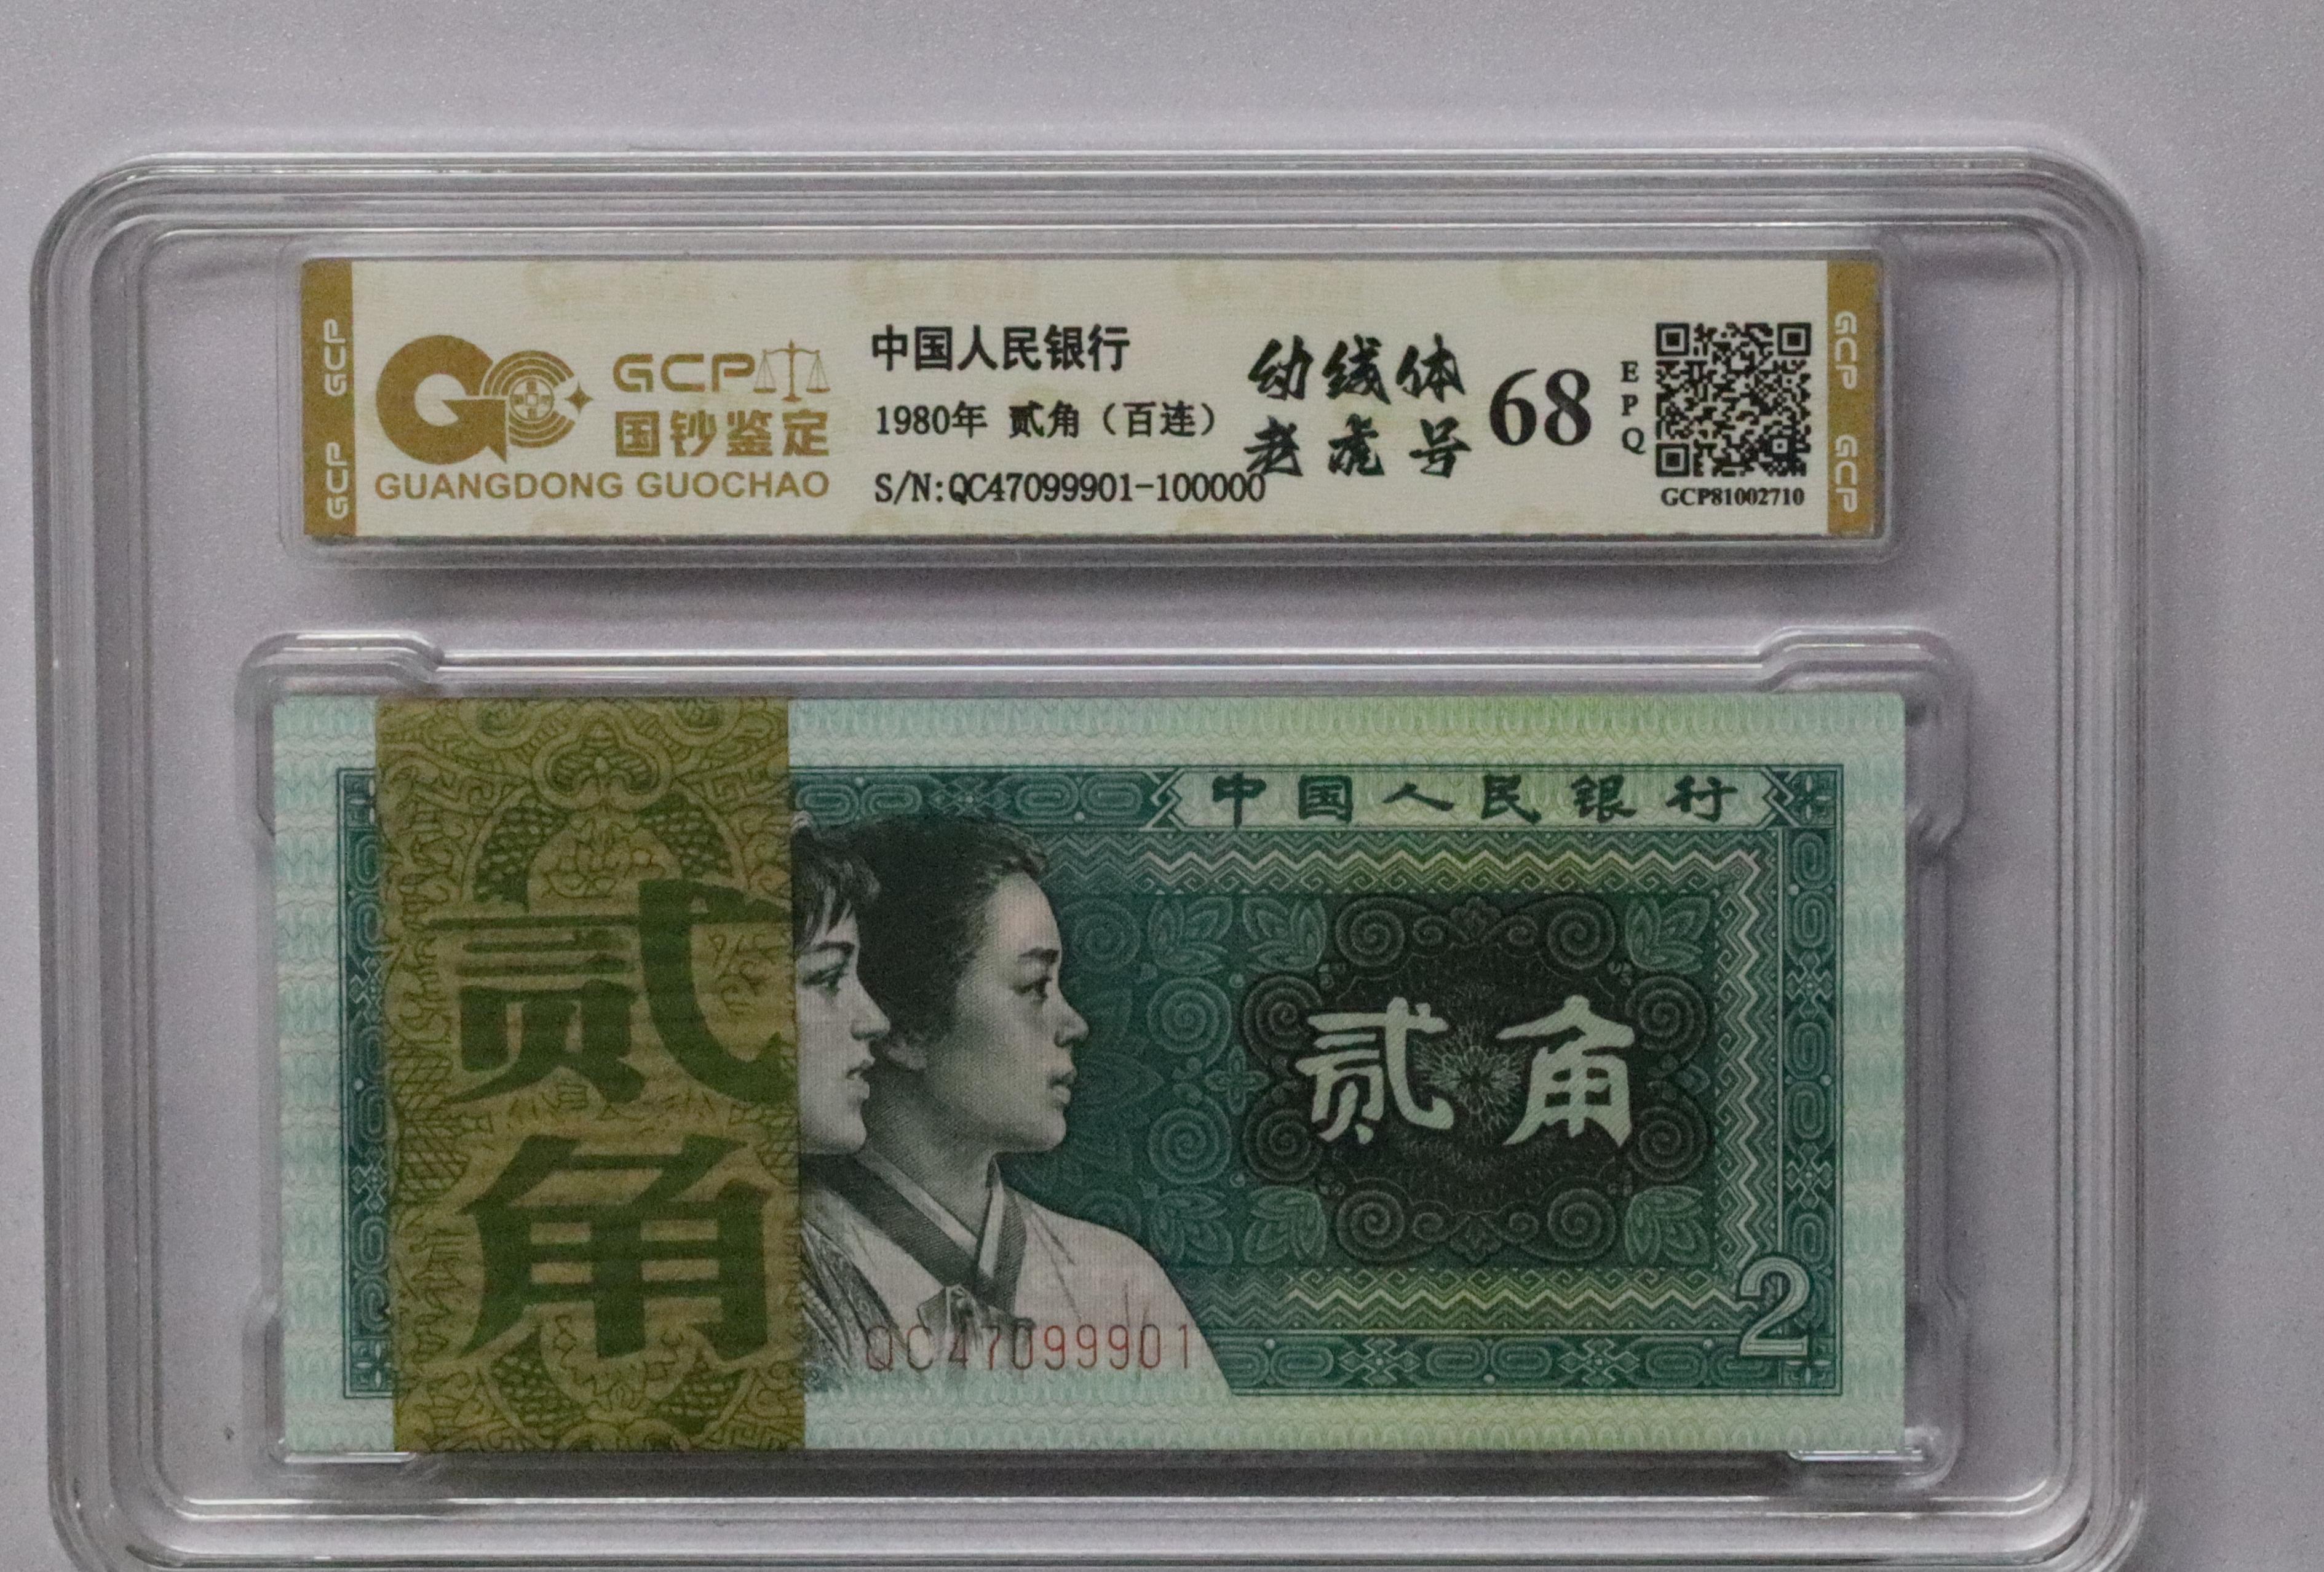 GCP
GCP
GCP
国钞鉴定
GUANGDONG GUOCHAO
中国人民银行
1980年 贰角（百连）
S/N:QC47099901-100000
幼线体
老虎号
68
EPQ
GCP81002710
GCP
GCP
中国人民银行
贰角
贰角
QC47099901
2